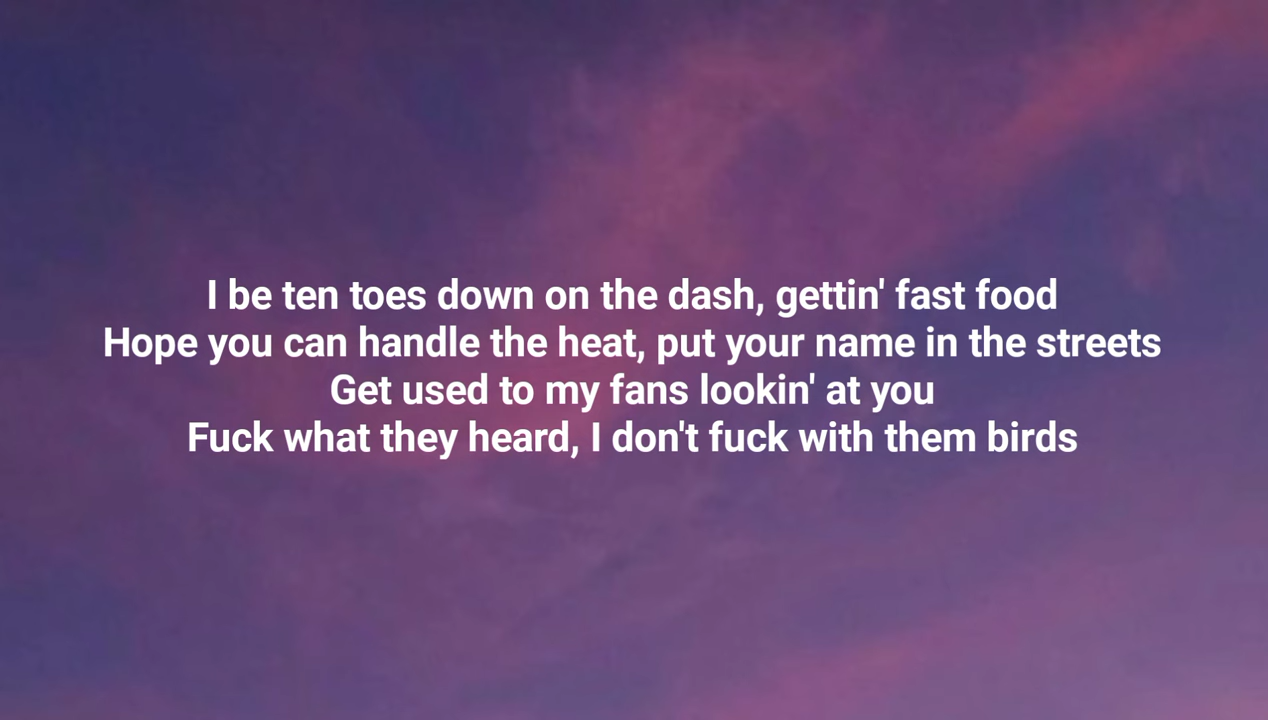 I be ten toes down on the dash, gettin' fast food
Hope you can handle the heat, put your name in the streets
Get used to my fans lookin' at you
Fuck what they heard, I don't fuck with them birds